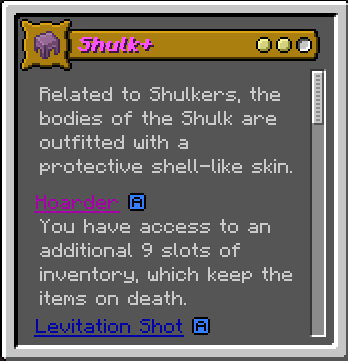 Shulk+
Related to Shulkers, the
bodies of the Shulk are
outfitted with a
protective shell-like skin.
Hoarder A
You have access to an
additional 9 slots of
inventory, which keep the
items on death.
Levitation Shot A